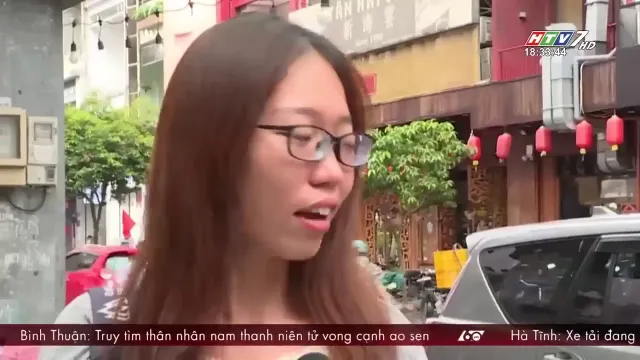 HTV7 HD
18:33:44
Bình Thuận: Truy tìm thân nhân nam thanh niên tử vong cạnh ao sen
60
Hà Tĩnh: Xe tải đang